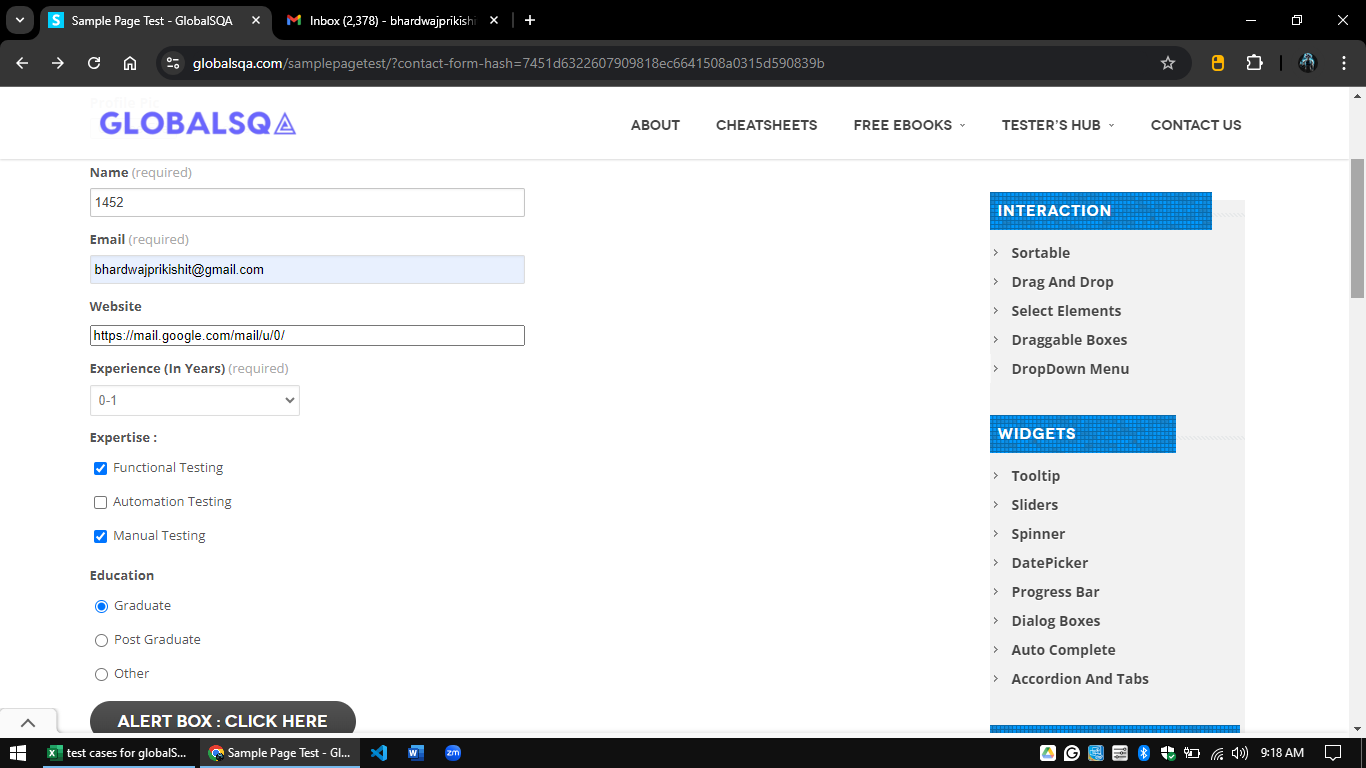 Sample Page Test - GlobalSQA
Inbox (2,378) - bhardwajprikishi
globalsqa.com/samplepagetest/?contact-form-hash=7451d6322607909818ec6641508a0315d590839b
GLOBALSQA
ABOUT
CHEATSHEETS
FREE EBOOKS
TESTER'S HUB
CONTACT US
Name (required)
1452
Email (required)
bhardwajprikishit@gmail.com
Website
https://mail.google.com/mail/u/0/
Experience (In Years) (required)
0-1
Expertise :
Functional Testing
Automation Testing
Manual Testing
Education
Graduate
Post Graduate
Other
ALERT BOX : CLICK HERE
INTERACTION
Sortable
Drag And Drop
Select Elements
Draggable Boxes
DropDown Menu
WIDGETS
Tooltip
Sliders
Spinner
DatePicker
Progress Bar
Dialog Boxes
Auto Complete
Accordion And Tabs
test cases for globalS...
Sample Page Test - Gl...
zm
9:18 AM